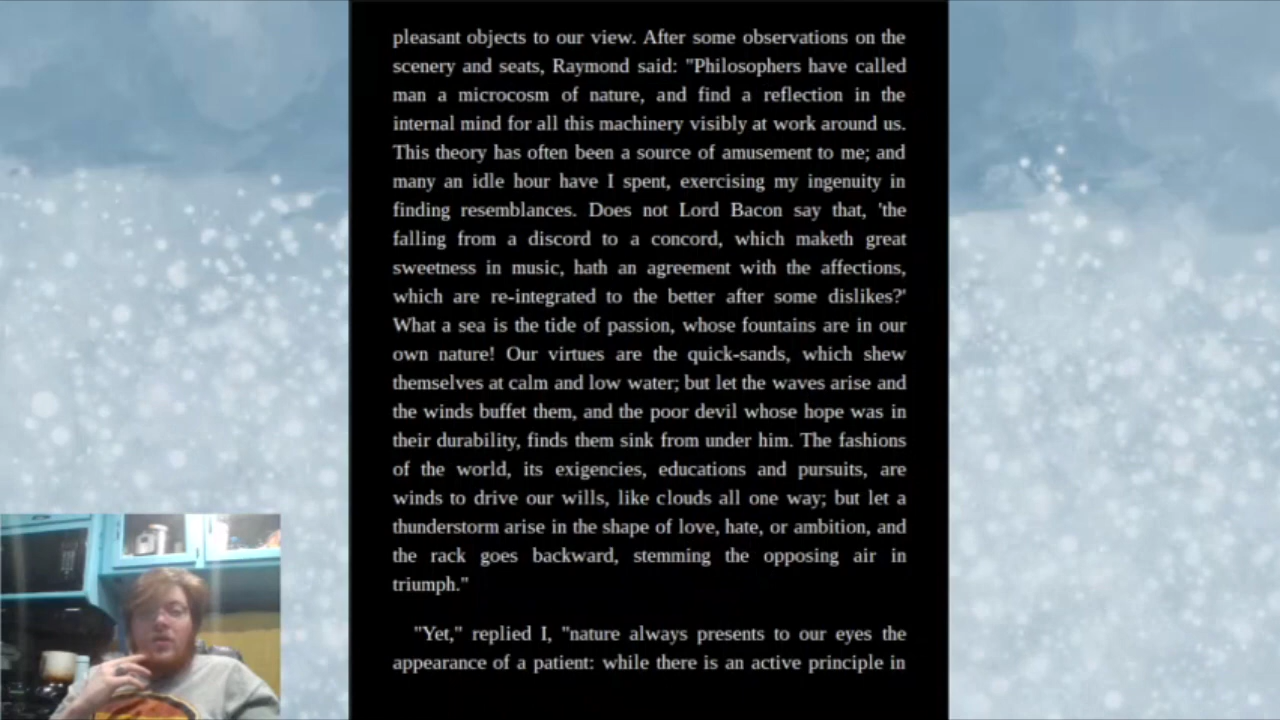 pleasant objects to our view. After some observations on the
scenery and seats, Raymond said: "Philosophers have called
man a microcosm of nature, and find a reflection in the
internal mind for all this machinery visibly at work around us.
This theory has often been a source of amusement to me; and
many an idle hour have I spent, exercising my ingenuity in
finding resemblances. Does not Lord Bacon say that, 'the
falling from a discord to a concord, which maketh great
sweetness in music, hath an agreement with the affections,
which are re-integrated to the better after some dislikes?'
What a sea is the tide of passion, whose fountains are in our
own nature! Our virtues are the quick-sands, which shew
themselves at calm and low water; but let the waves arise and
the winds buffet them, and the poor devil whose hope was in
their durability, finds them sink from under him. The fashions
of the world, its exigencies, educations and pursuits, are
winds to drive our wills, like clouds all one way; but let a
thunderstorm arise in the shape of love, hate, or ambition, and
the rack goes backward, stemming the opposing air in
triumph."
"Yet," replied I, "nature always presents to our eyes the
appearance of a patient: while there is an active principle in